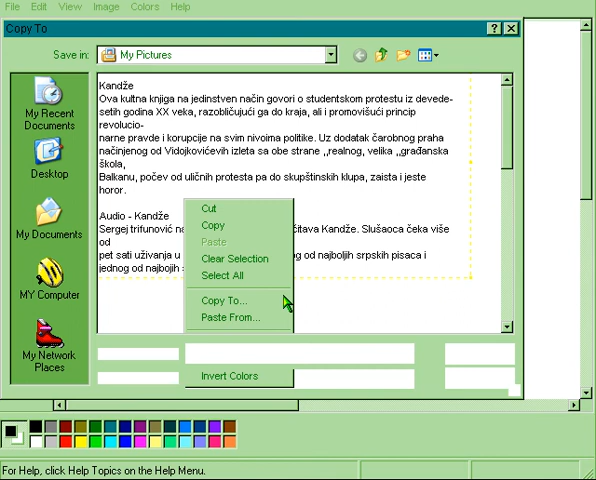 File Edit View Image Colors Help
Copy To
Save in: My Pictures
My Recent
Documents
Desktop
My Documents
MY Computer
My Network
Places
Kandže
Ova kultna knjiga na jedinstven način govori o studentskom protestu iz devede-
setih godina XX veka, razobličujući ga do kraja, ali i promovišući princip
revolucio-
narne pravde i korupcije na svim nivoima politike. Uz dodatak čarobnog praha
načinjenog od Vidojkovićevih izleta sa obe strane ,,realnog, velika ,,građanska
škola,
Balkanu, počev od uličnih protesta pa do skupštinskih klupa, zaista i jeste
horor.
Audio - Kandže
Sergej trifunović na čitava Kandže. Slušaoca čeka više
od
pet sati uživanja u og od najboljih srpskih pisaca i
jednog od najbojih
Cut
Copy
Paste
Clear Selection
Select All
Copy To...
Paste From...
Invert Colors
For Help, click Help Topics on the Help Menu.